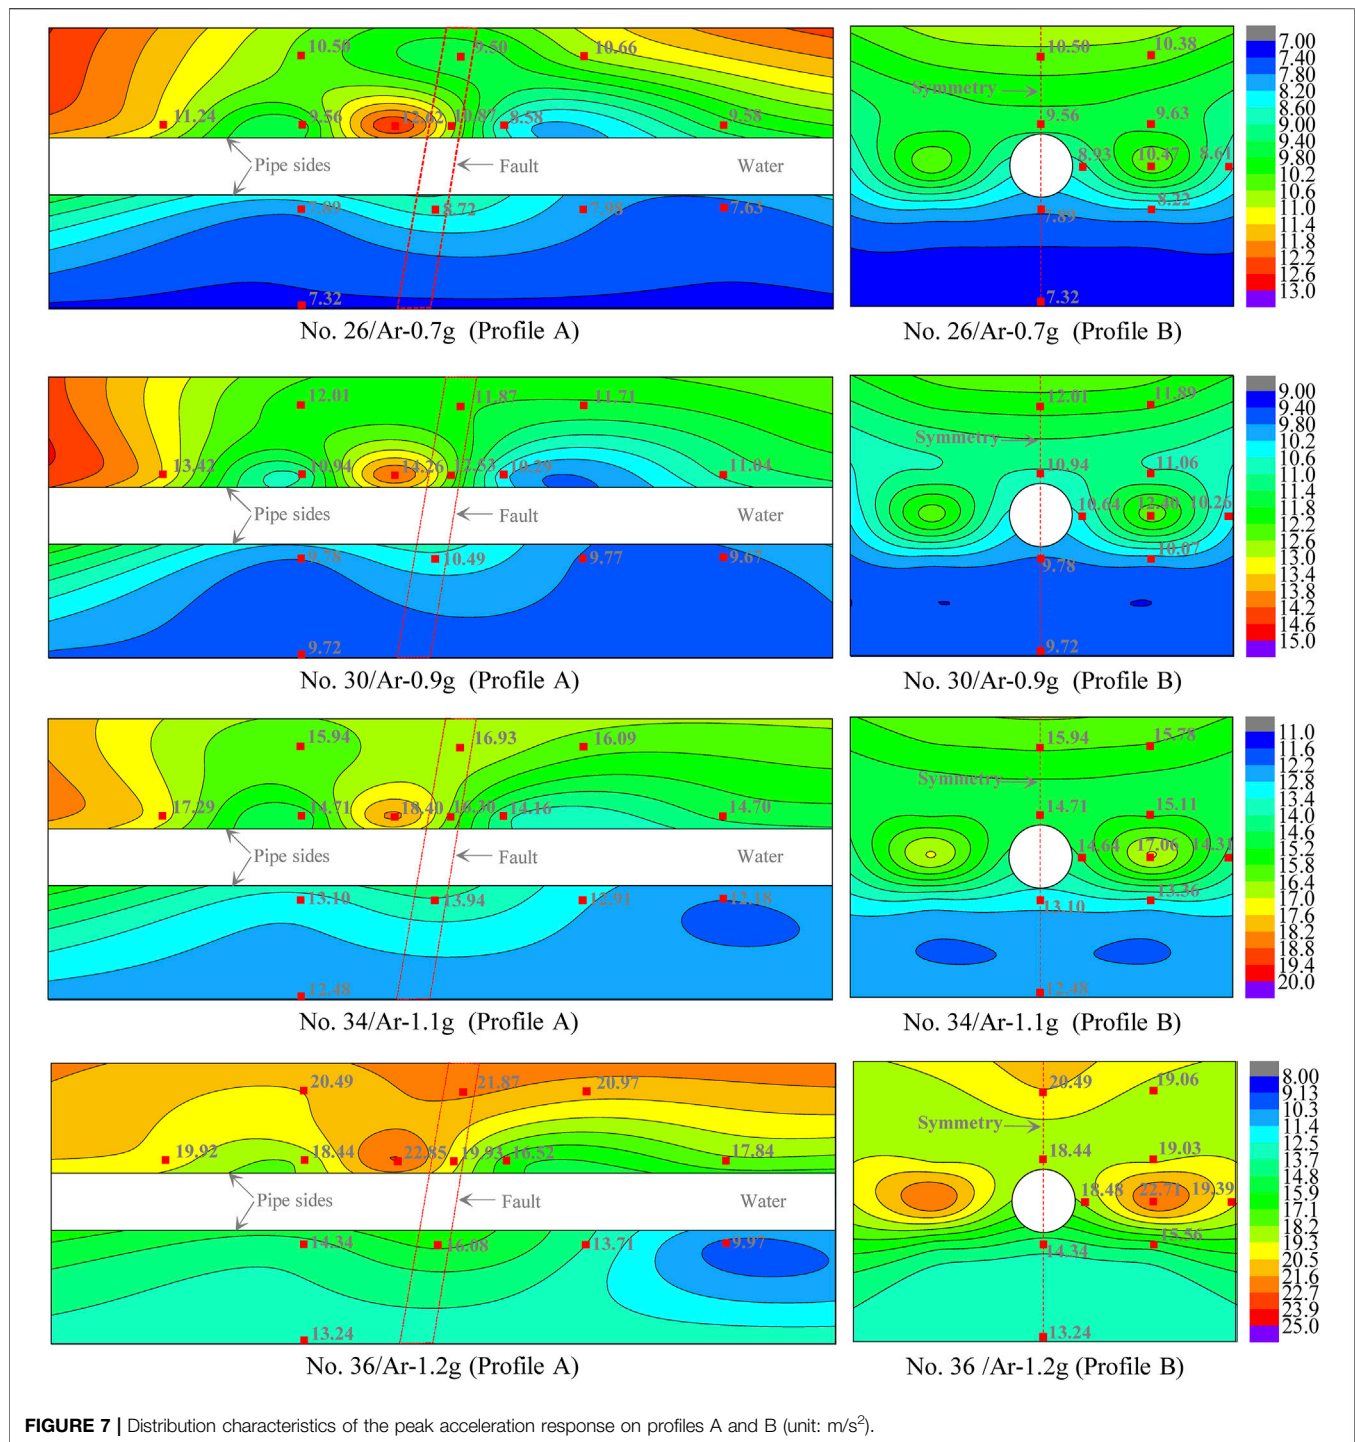 10.50 9.50 10.66
11.24 9.56 12.62 10.87 8.58 9.58
Pipe sides Fault Water
7.89 8.72 7.98 7.63
7.32
No. 26/Ar-0.7g (Profile A)
10.50 10.38
Symmetry
9.56 9.63
8.93 10.47 8.61
7.89 8.22
7.32
No. 26/Ar-0.7g (Profile B)
7.00
7.40
7.80
8.20
8.60
9.00
9.40
9.80
10.2
10.6
11.0
11.4
11.8
12.2
12.6
13.0
12.01 11.87 11.71
13.42 10.94 14.26 12.53 10.29 11.04
Pipe sides Fault Water
9.78 10.49 9.77 9.67
9.72
No. 30/Ar-0.9g (Profile A)
12.01 11.89
Symmetry
10.94 11.06
10.64 12.40 10.26
9.78 10.07
9.72
No. 30/Ar-0.9g (Profile B)
9.00
9.40
9.80
10.2
10.6
11.0
11.4
11.8
12.2
12.6
13.0
13.4
13.8
14.2
14.6
15.0
15.94 16.93 16.09
17.29 14.71 18.40 16.30 14.16 14.70
Pipe sides Fault Water
13.10 13.94 12.91 12.18
12.48
No. 34/Ar-1.1g (Profile A)
15.94 15.78
Symmetry
14.71 15.11
14.64 17.06 14.31
13.10 13.36
12.48
No. 34/Ar-1.1g (Profile B)
11.0
11.6
12.2
12.8
13.4
14.0
14.6
15.2
15.8
16.4
17.0
17.6
18.2
18.8
19.4
20.0
20.49 21.87 20.97
19.92 18.44 22.85 19.93 16.52 17.84
Pipe sides Fault Water
14.34 16.08 13.71 9.97
13.24
No. 36/Ar-1.2g (Profile A)
20.49 19.06
Symmetry
18.44 19.03
18.48 22.71 19.39
14.34 15.56
13.24
No. 36 /Ar-1.2g (Profile B)
8.00
9.13
10.3
11.4
12.5
13.7
14.8
15.9
17.1
18.2
19.3
20.5
21.6
22.7
23.9
25.0
FIGURE 7 | Distribution characteristics of the peak acceleration response on profiles A and B (unit: m/s²).